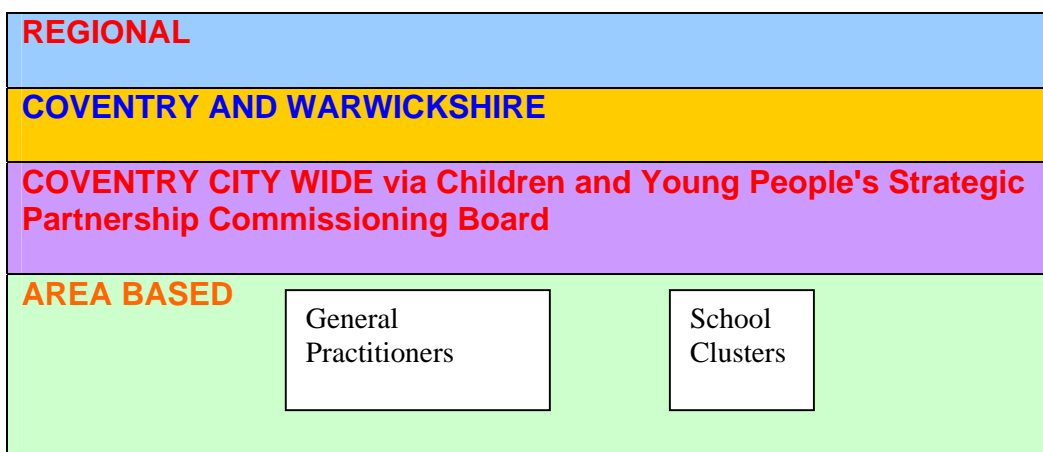 REGIONAL
COVENTRY AND WARWICKSHIRE
COVENTRY CITY WIDE via Children and Young People's Strategic
Partnership Commissioning Board
AREA BASED
General
Practitioners
School
Clusters